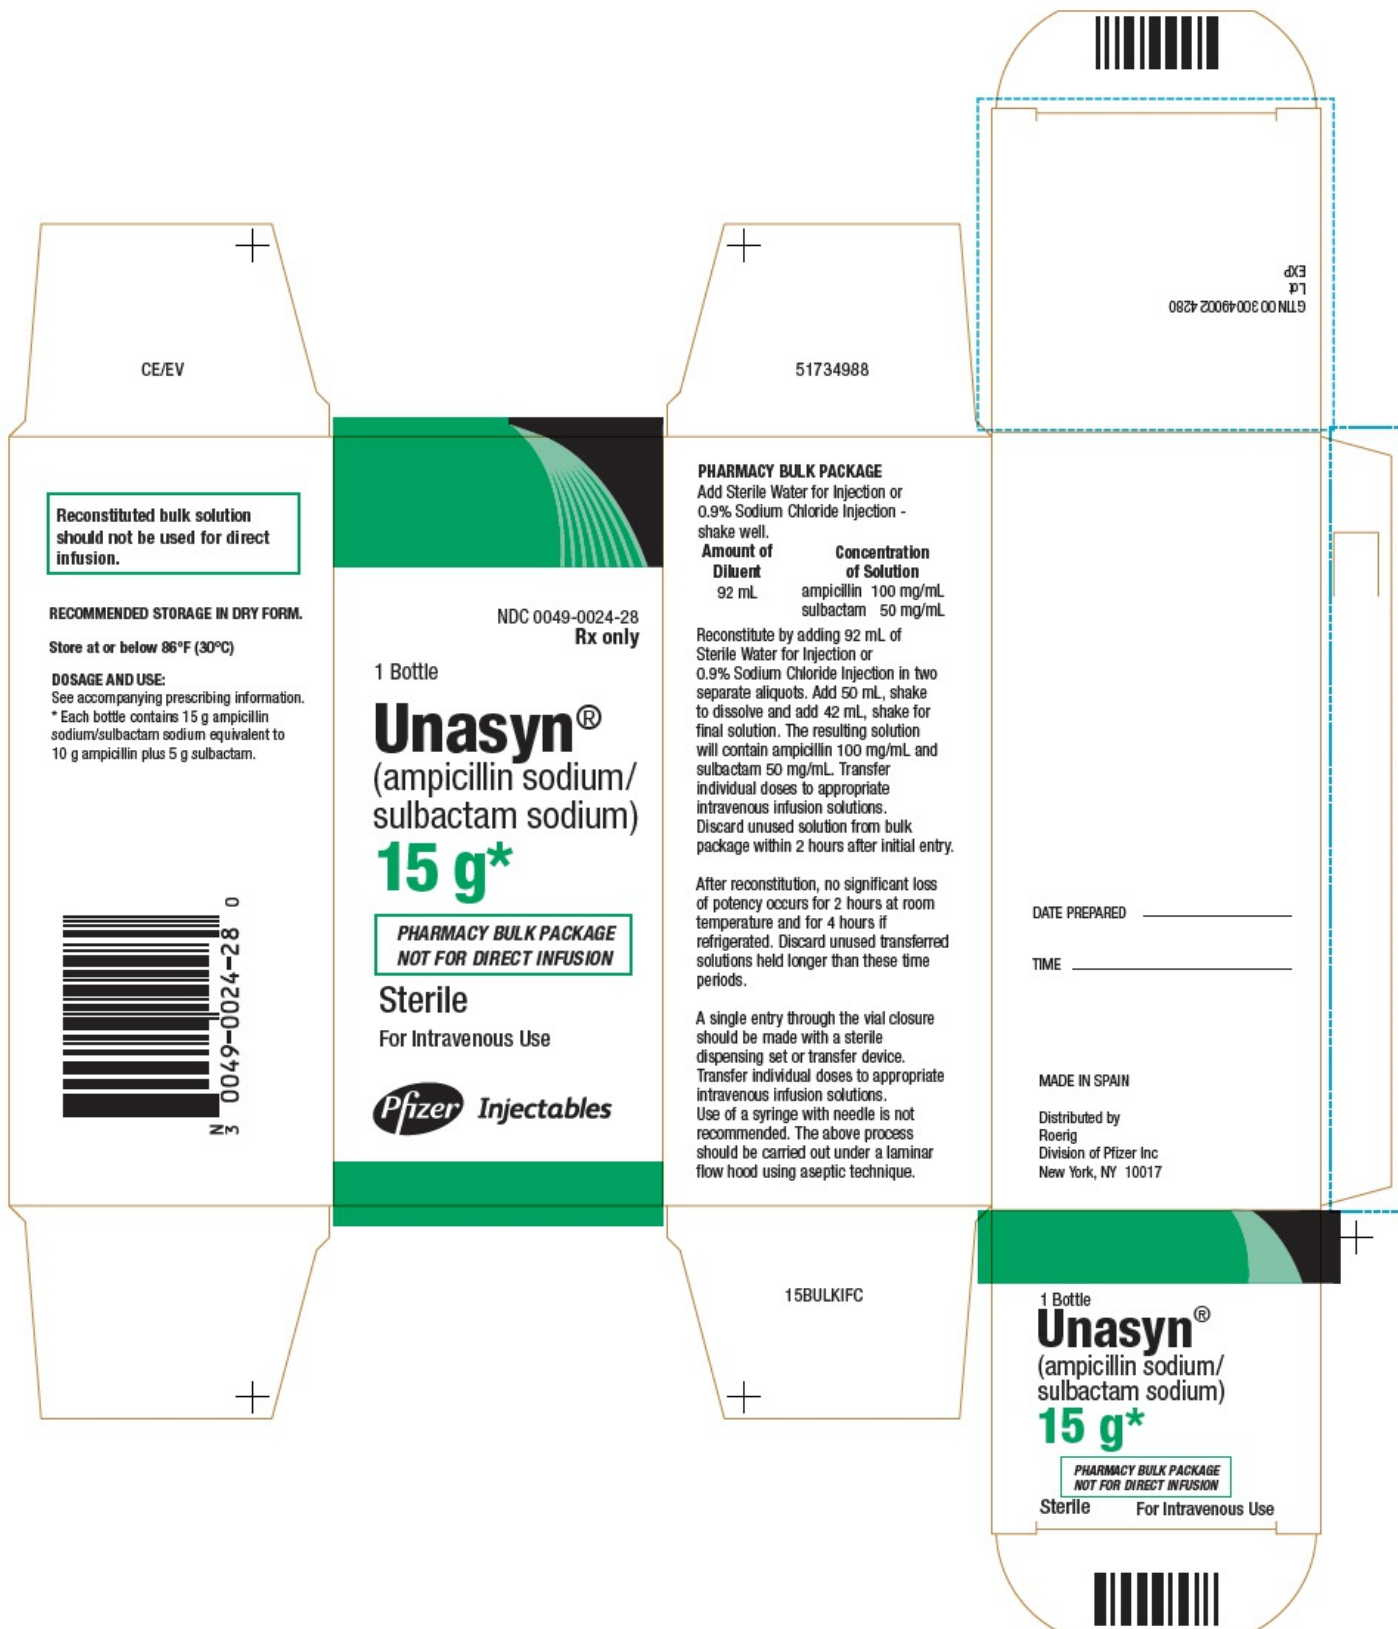 CE/EV
Reconstituted bulk solution
should not be used for direct
infusion.
RECOMMENDED STORAGE IN DRY FORM.
Store at or below 86°F (30°C)
DOSAGE AND USE:
See accompanying prescribing information.
* Each bottle contains 15 g ampicillin
sodium/sulbactam sodium equivalent to
10 g ampicillin plus 5 g sulbactam.
N
3 0049-0024-28 0
NDC 0049-0024-28
Rx only
1 Bottle
Unasyn®
(ampicillin sodium/
sulbactam sodium)
15 g*
PHARMACY BULK PACKAGE
NOT FOR DIRECT INFUSION
Sterile
For Intravenous Use
Pfizer Injectables
51734988
PHARMACY BULK PACKAGE
Add Sterile Water for Injection or
0.9% Sodium Chloride Injection -
shake well.
Amount of Concentration
Diluent of Solution
92 mL ampicillin 100 mg/mL
sulbactam 50 mg/mL
Reconstitute by adding 92 mL of
Sterile Water for Injection or
0.9% Sodium Chloride Injection in two
separate aliquots. Add 50 mL, shake
to dissolve and add 42 mL, shake for
final solution. The resulting solution
will contain ampicillin 100 mg/mL and
sulbactam 50 mg/mL. Transfer
individual doses to appropriate
intravenous infusion solutions.
Discard unused solution from bulk
package within 2 hours after initial entry.
After reconstitution, no significant loss
of potency occurs for 2 hours at room
temperature and for 4 hours if
refrigerated. Discard unused transferred
solutions held longer than these time
periods.
A single entry through the vial closure
should be made with a sterile
dispensing set or transfer device.
Transfer individual doses to appropriate
intravenous infusion solutions.
Use of a syringe with needle is not
recommended. The above process
should be carried out under a laminar
flow hood using aseptic technique.
15BULKIFC
GTIN 00 30049002 4280
Lot
EXP
DATE PREPARED
TIME
MADE IN SPAIN
Distributed by
Roerig
Division of Pfizer Inc
New York, NY 10017
1 Bottle
Unasyn®
(ampicillin sodium/
sulbactam sodium)
15 g*
PHARMACY BULK PACKAGE
NOT FOR DIRECT INFUSION
Sterile For Intravenous Use